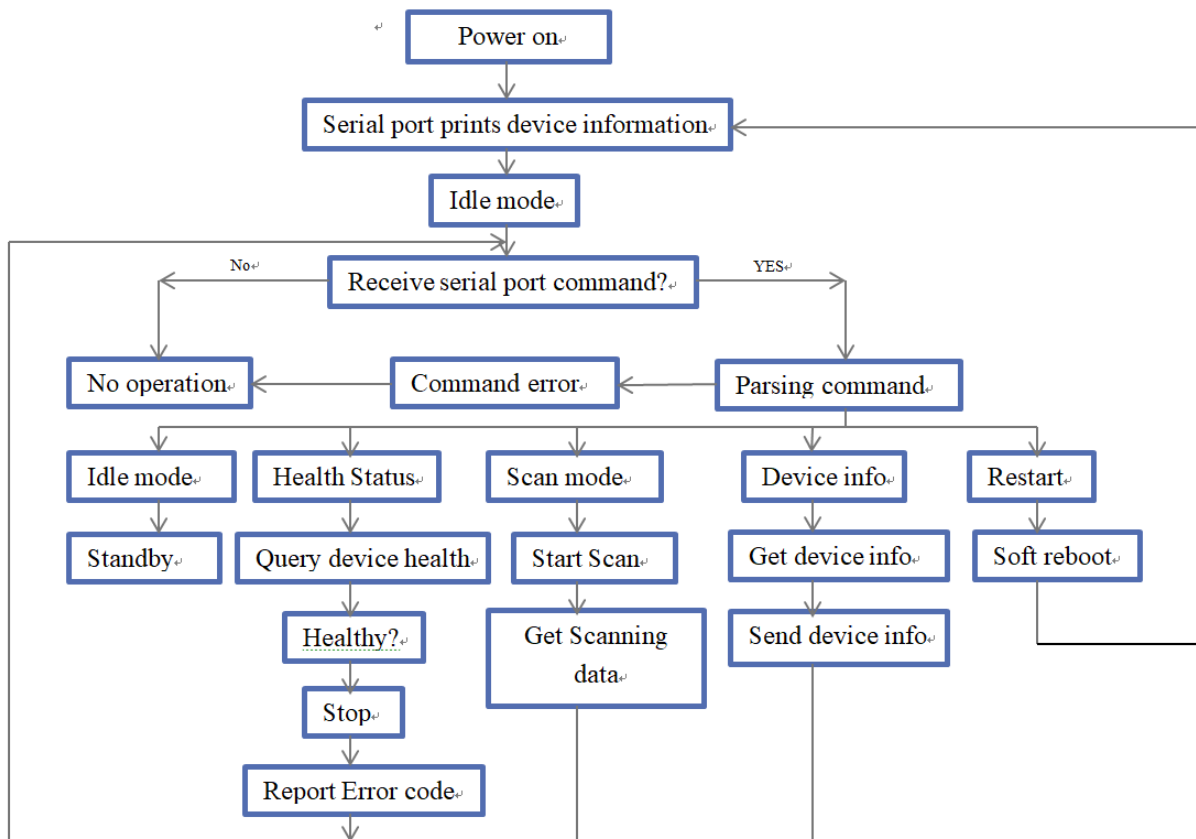 Power on
Serial port prints device information
Idle mode
No
Receive serial port command?
YES
No operation
Command error
Parsing command
Idle mode
Health Status
Scan mode
Device info
Restart
Standby
Query device health
Start Scan
Get device info
Soft reboot
Healthy?
Get Scanning
data
Send device info
Stop
Report Error code